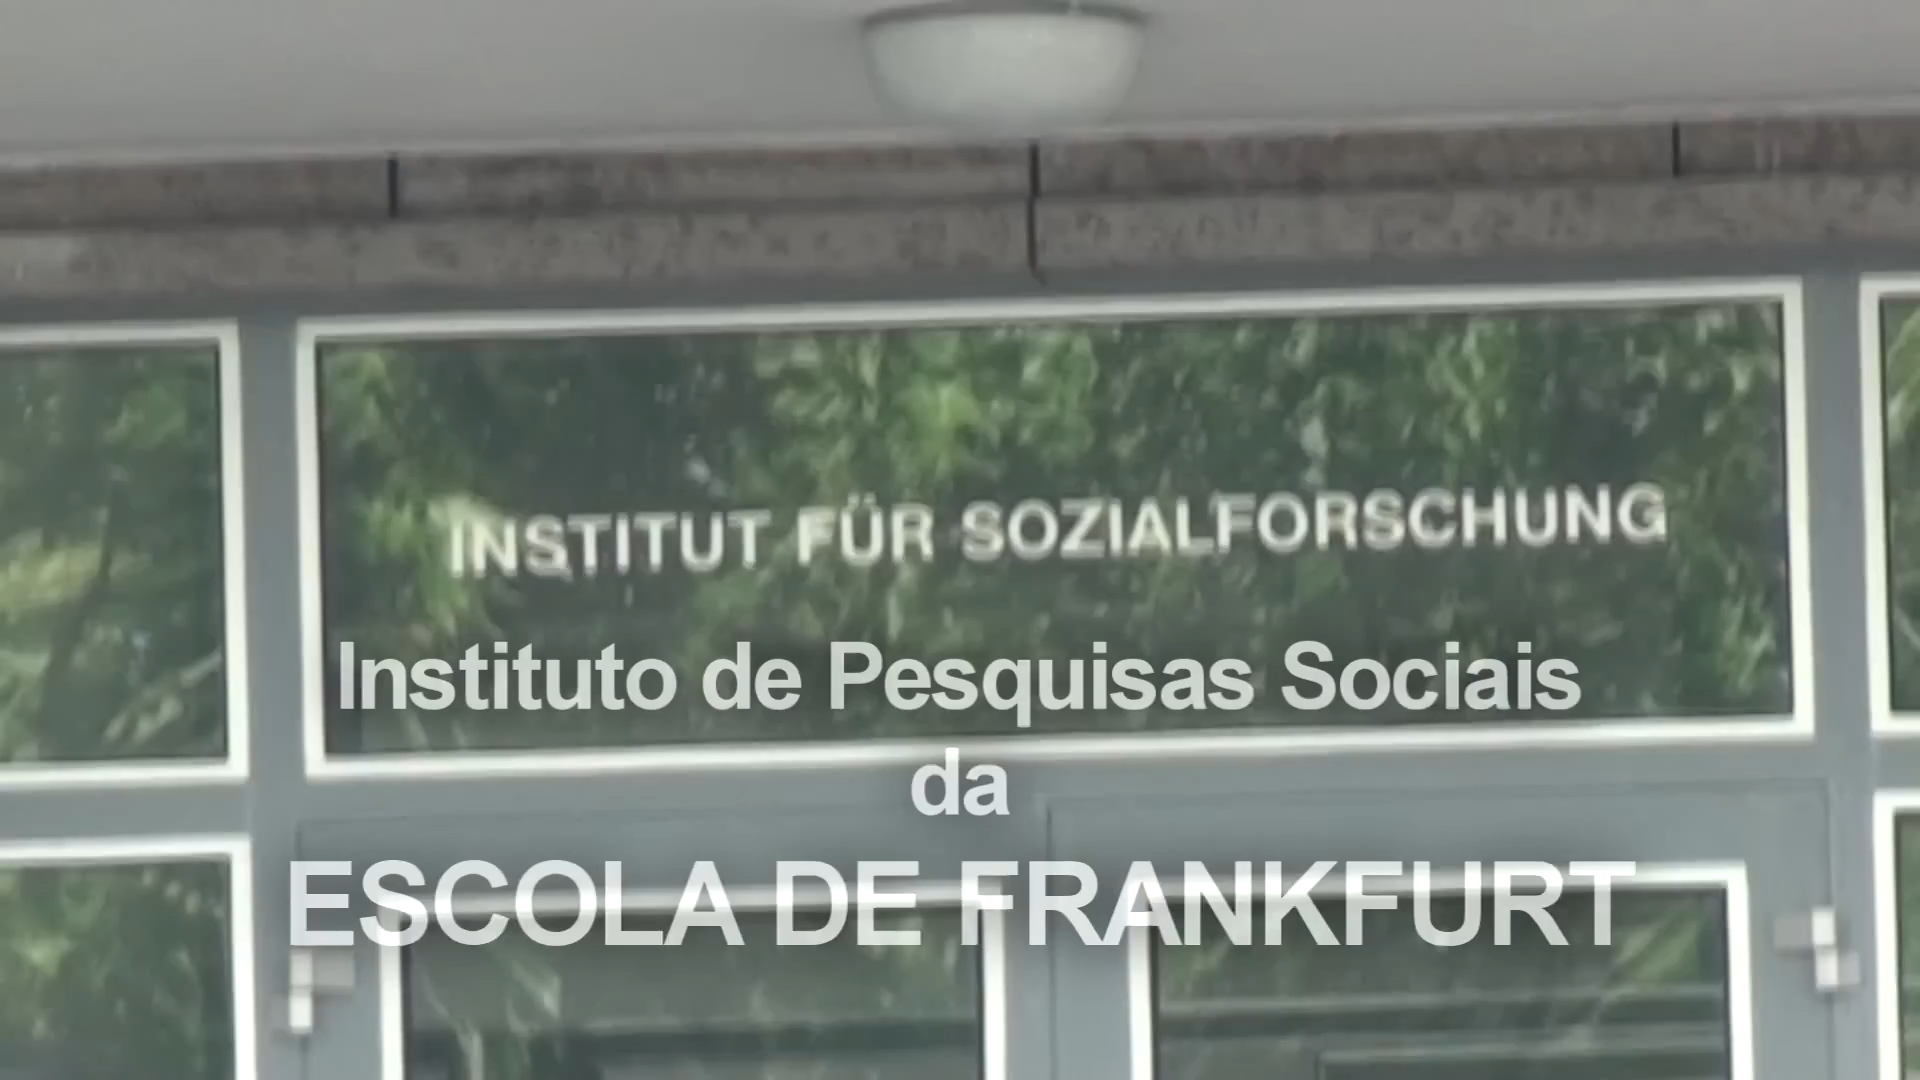 INSTITUT FÜR SOZIALFORSCHUNG
Instituto de Pesquisas Sociais
da
ESCOLA DE FRANKFURT